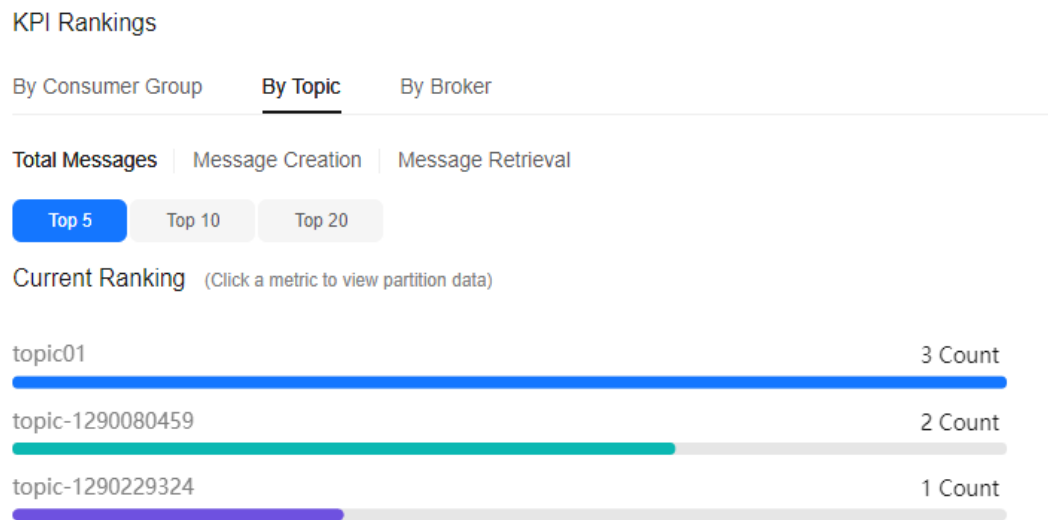 KPI Rankings
By Consumer Group By Topic By Broker
Total Messages Message Creation Message Retrieval
Top 5 Top 10 Top 20
Current Ranking (Click a metric to view partition data)
topic01 3 Count
topic-1290080459 2 Count
topic-1290229324 1 Count